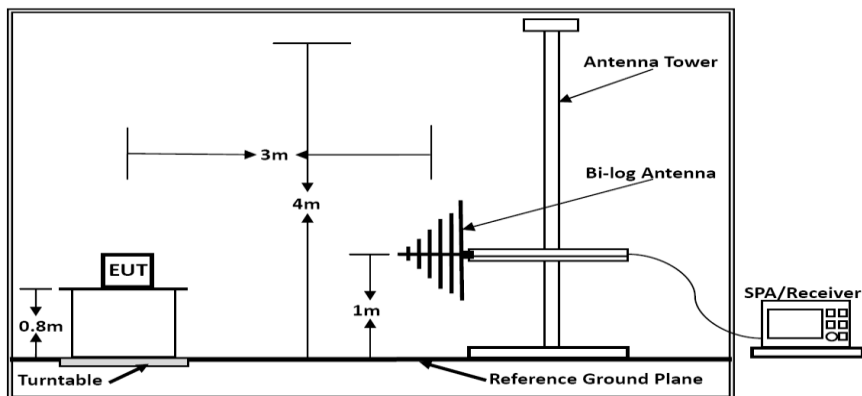 Antenna Tower
3m
Bi-log Antenna
4m
EUT
0.8m
1m
SPA/Receiver
Turntable
Reference Ground Plane